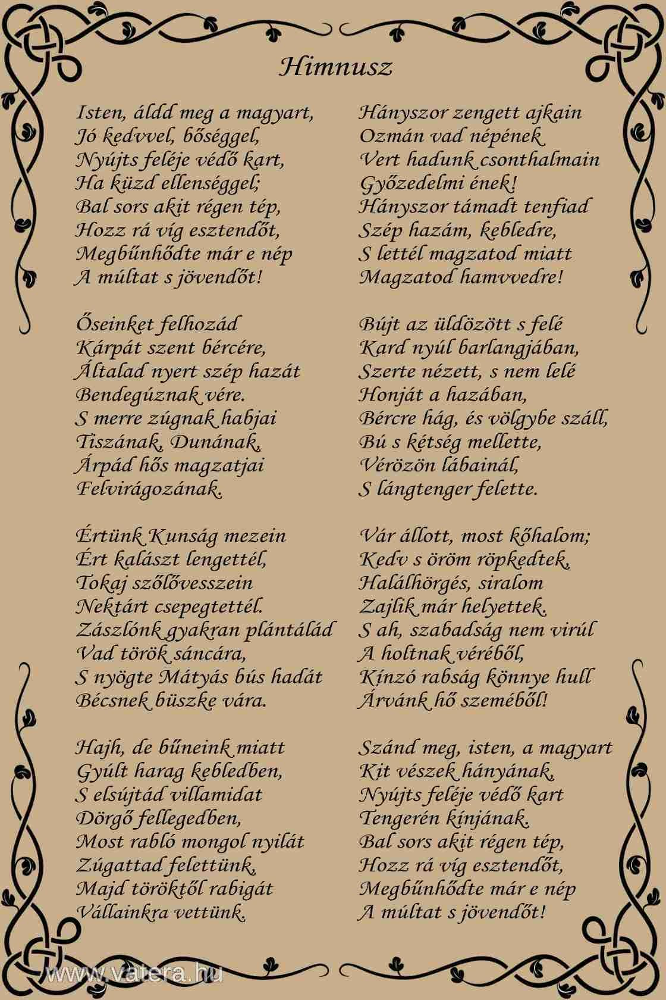 Himnusz
Isten, áldd meg a magyart,
Jó kedvvel, bőséggel,
Nyújts feléje védő kart,
Ha küzd ellenséggel;
Bal sors akit régen tép,
Hozz rá víg esztendőt,
Megbűnhődte már e nép
A múltat s jövendőt!
Őseinket felhozád
Kárpát szent bércére,
Általad nyert szép hazát
Bendegúznak vére.
S merre zúgnak habjai
Tiszának, Dunának,
Árpád hős magzatjai
Felvirágozának.
Értünk Kunság mezein
Ért kalászt lengettél,
Tokaj szőlővesszein
Nektárt csepegtettél.
Zászlónk gyakran plántálád
Vad török sáncára,
S nyögte Mátyás bús hadát
Bécsnek büszke vára.
Hajh, de bűneink miatt
Gyúlt harag kebledben,
S elsújtád villamidat
Dörgő fellegedben,
Most rabló mongol nyilát
Zúgattad felettünk,
Majd töröktől rabigát
Vállainkra vettünk.
Hányszor zengett ajkain
Ozmán vad népének
Vert hadunk csonthalmain
Győzedelmi ének!
Hányszor támadt tenfiad
Szép hazám, kebledre,
S lettél magzatod miatt
Magzatod hamvvedre!
Bújt az üldözött s felé
Kard nyúl barlangjában,
Szerte nézett, s nem lelé
Honját a hazában,
Bércre hág, és völgybe száll,
Bú s kétség mellette,
Vérözön lábainál,
S lángtenger felette.
Vár állott, most kőhalom;
Kedv s öröm röpkedtek,
Halálhörgés, siralom
Zajlik már helyettek.
S ah, szabadság nem virúl
A holtnak véréből,
Kínzó rabság könnye hull
Árvánk hő szeméből!
Szánd meg, isten, a magyart
Kit vészek hányának,
Nyújts feléje védő kart
Tengerén kínjának.
Bal sors akit régen tép,
Hozz rá víg esztendőt,
Megbűnhődte már e nép
A múltat s jövendőt!
www.vatera.hu